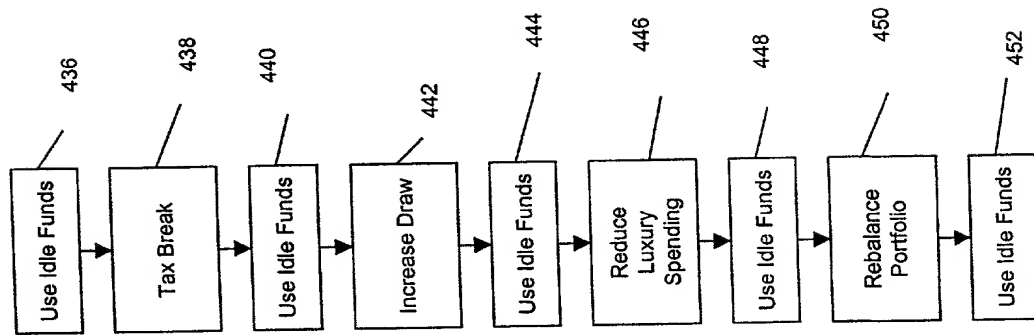 Use Idle Funds
436
Tax Break
438
Use Idle Funds
440
Increase Draw
442
Use Idle Funds
444
Reduce
Luxury
Spending
446
Use Idle Funds
448
Rebalance
Portfolio
450
Use Idle Funds
452